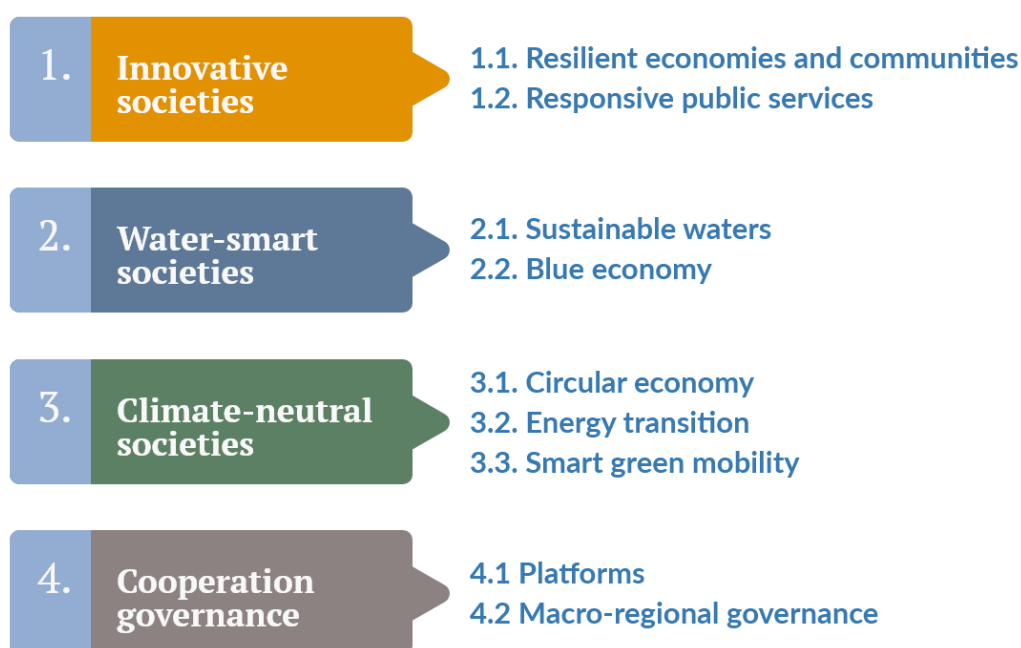 1.
Innovative
societies
1.1. Resilient economies and communities
1.2. Responsive public services
2.
Water-smart
societies
2.1. Sustainable waters
2.2. Blue economy
3.
Climate-neutral
societies
3.1. Circular economy
3.2. Energy transition
3.3. Smart green mobility
4.
Cooperation
governance
4.1 Platforms
4.2 Macro-regional governance